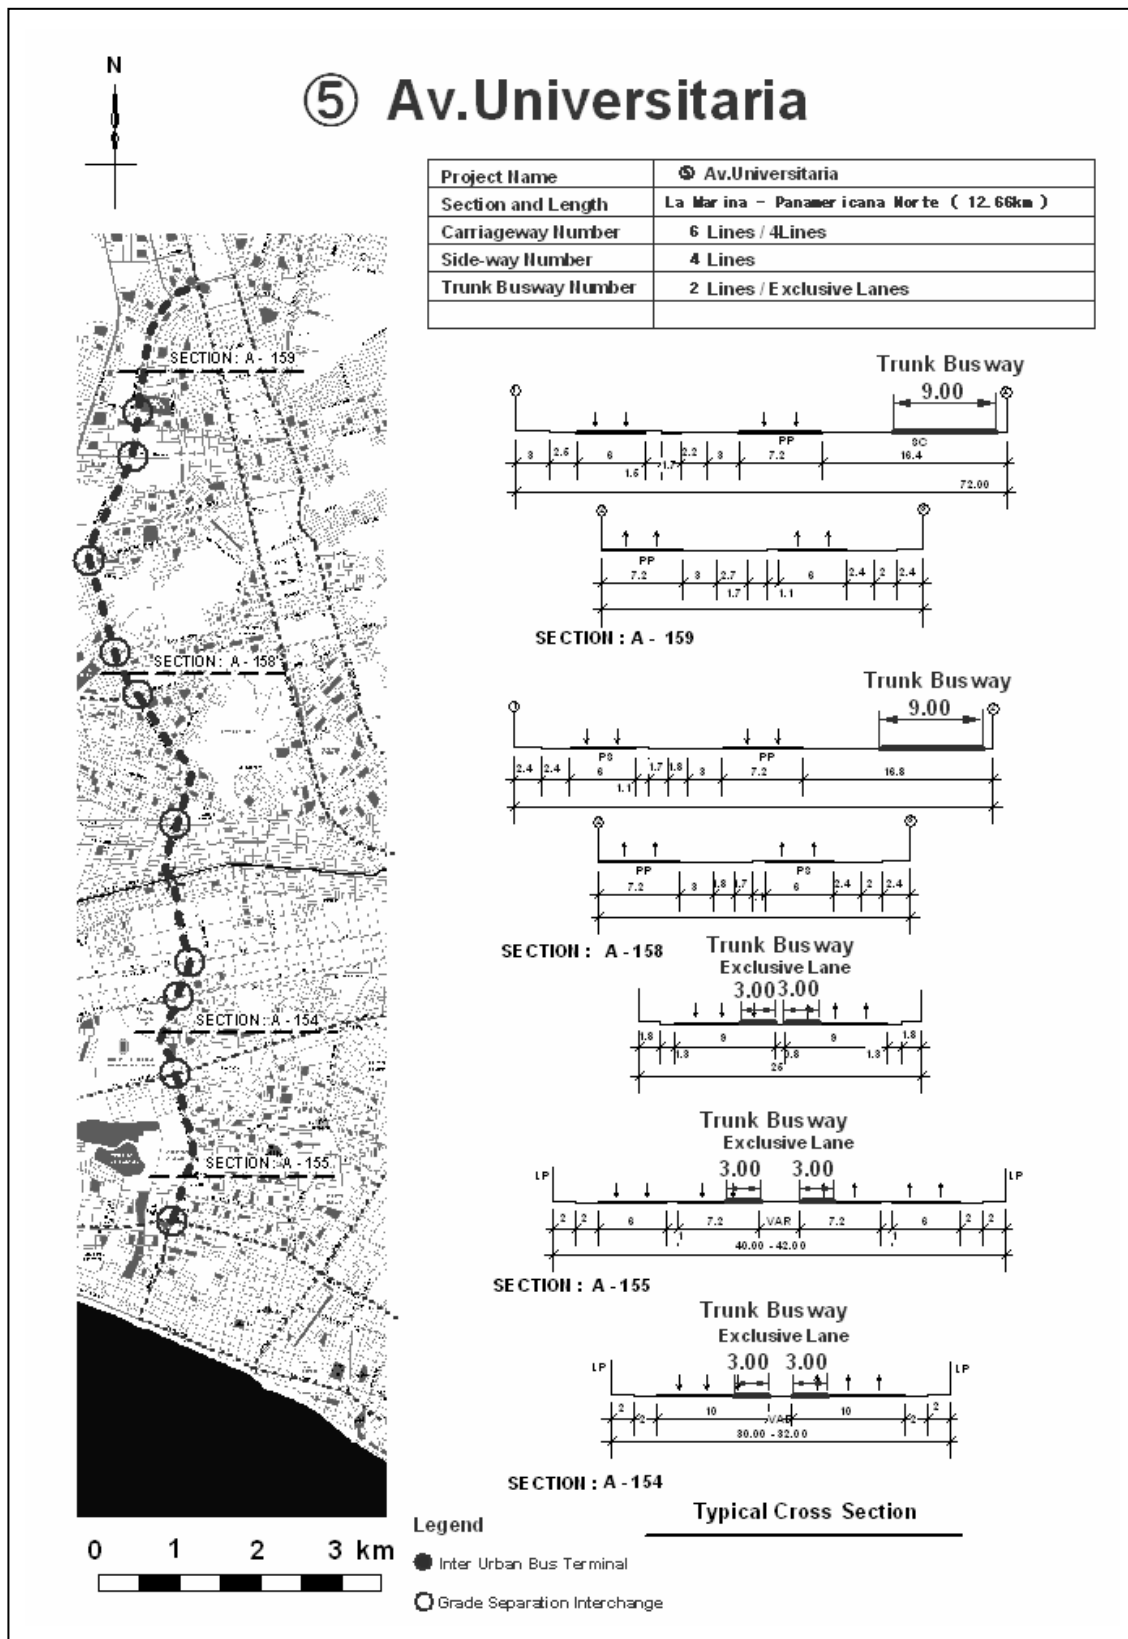 N
⑤ Av.Universitaria
Project Name ⑤ Av.Universitaria
Section and Length La Marina - Panamericana Norte ( 12.66km )
Carriageway Number 6 Lines / 4Lines
Side-way Number 4 Lines
Trunk Busway Number 2 Lines / Exclusive Lanes
SECTION: A - 159
SECTION: A - 158
SECTION: A - 154
SECTION: A - 155
Trunk Busway
9.00
PP SC
3 2.5 6 1.5 1.7 2.2 3 7.2 16.4
72.00
PP
7.2 3 2.7 1.7 1.1 6 2.4 2 2.4
SECTION : A - 159
Trunk Busway
9.00
PS PP
2.4 2.4 6 1.1 1.7 1.8 3 7.2 16.8
PP PS
7.2 3 1.8 1.7 6 2.4 2 2.4
SECTION : A - 158
Trunk Busway
Exclusive Lane
3.00 3.00
1.8 1.3 9 0.8 9 1.3 1.8
26
Trunk Busway
Exclusive Lane
3.00 3.00
LP LP
2 2 6 1 7.2 VAR 7.2 1 6 2 2
40.00 - 42.00
SECTION : A - 155
Trunk Busway
Exclusive Lane
3.00 3.00
LP LP
2 2 10 VAR 10 2 2
30.00 - 32.00
SECTION : A - 154
Typical Cross Section
Legend
Inter Urban Bus Terminal
Grade Separation Interchange
0 1 2 3 km